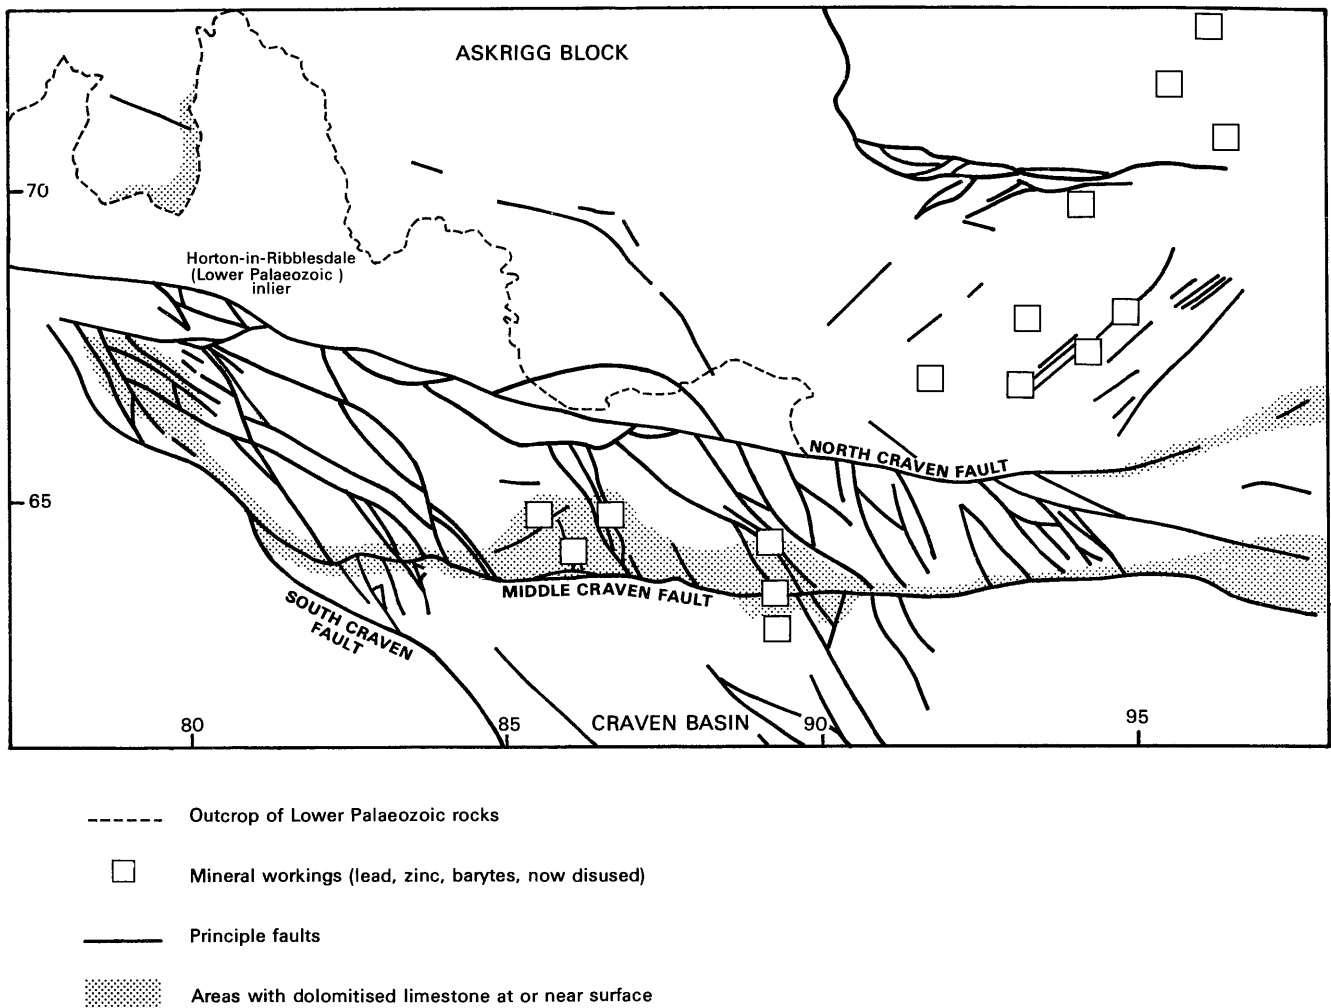 ASKRIGG BLOCK
70
Horton-in-Ribblesdale
(Lower Palaeozoic )
inlier
NORTH CRAVEN FAULT
65
MIDDLE CRAVEN FAULT
SOUTH CRAVEN
FAULT
80
85
CRAVEN BASIN
90
95
Outcrop of Lower Palaeozoic rocks
Mineral workings (lead, zinc, barytes, now disused)
Principle faults
Areas with dolomitised limestone at or near surface